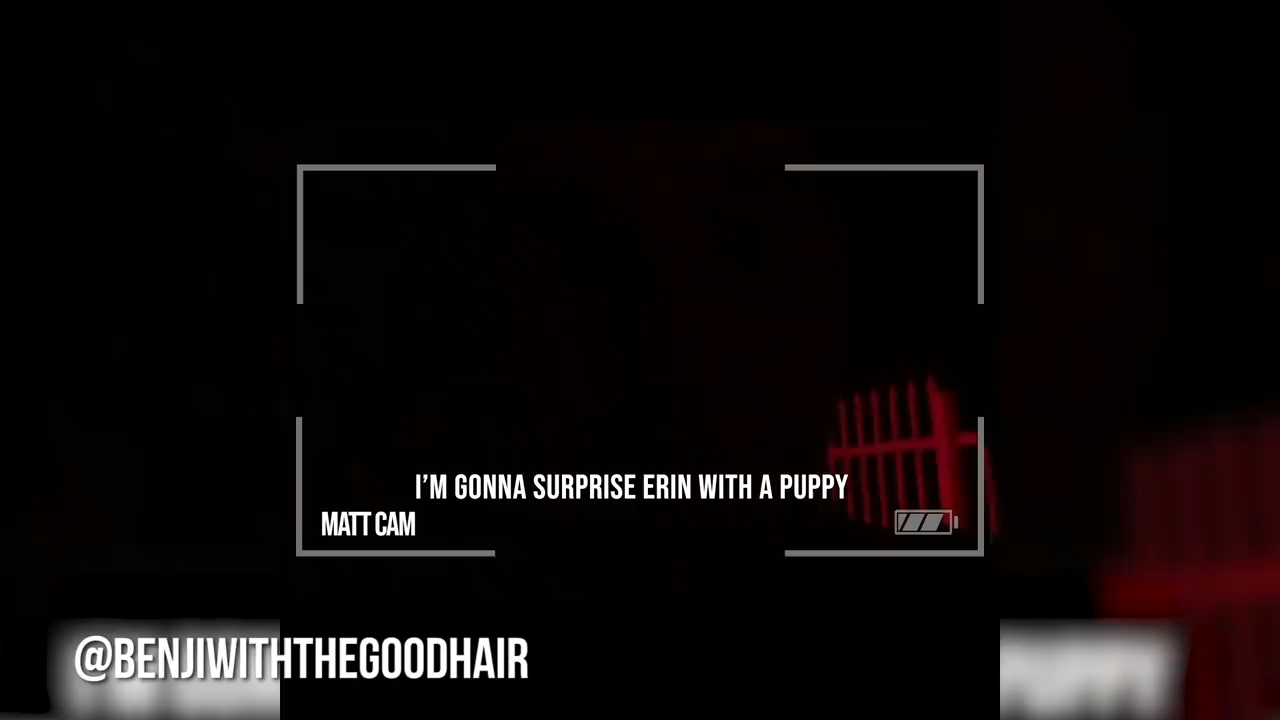 I'M GONNA SURPRISE ERIN WITH A PUPPY
MATT CAM
@BENJIWITHTHEGOODHAIR